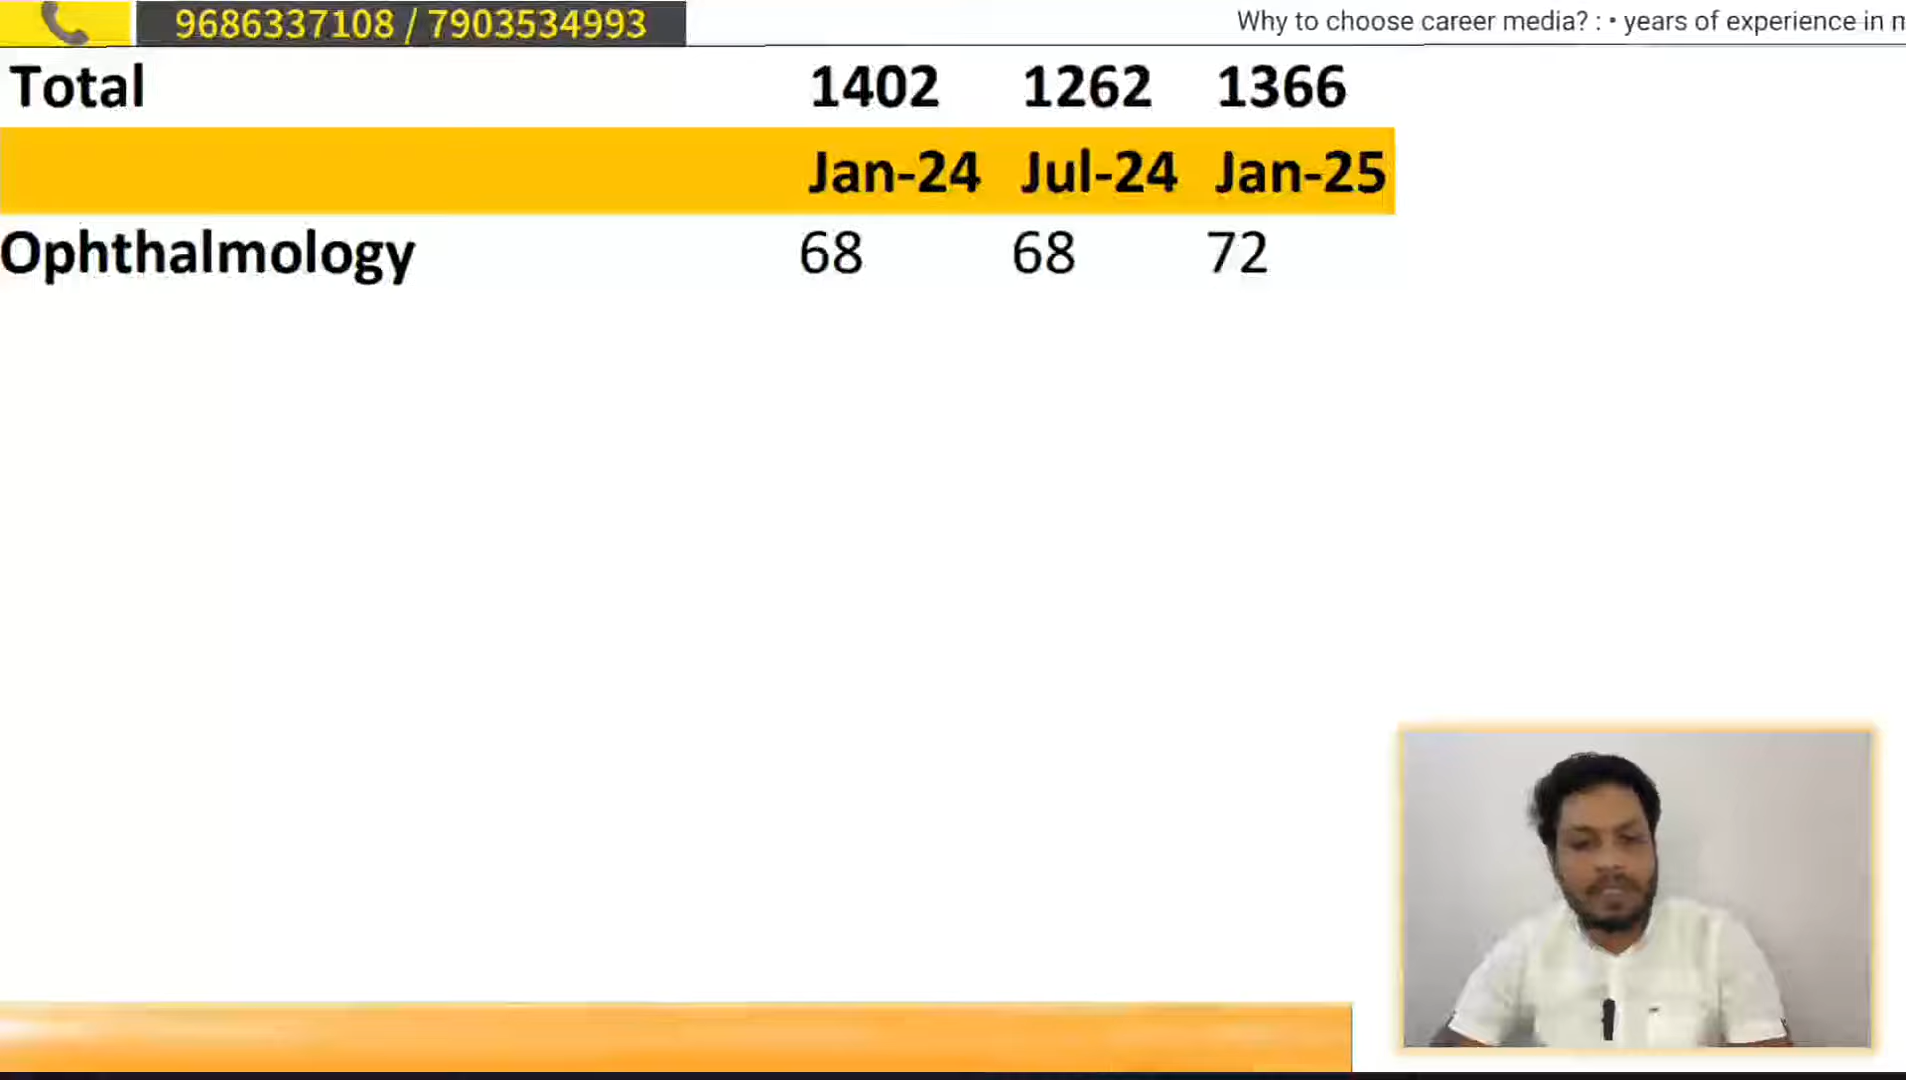 9686337108 / 7903534993
Why to choose career media? : • years of experience in
Total 1402 1262 1366
Jan-24 Jul-24 Jan-25
Ophthalmology 68 68 72